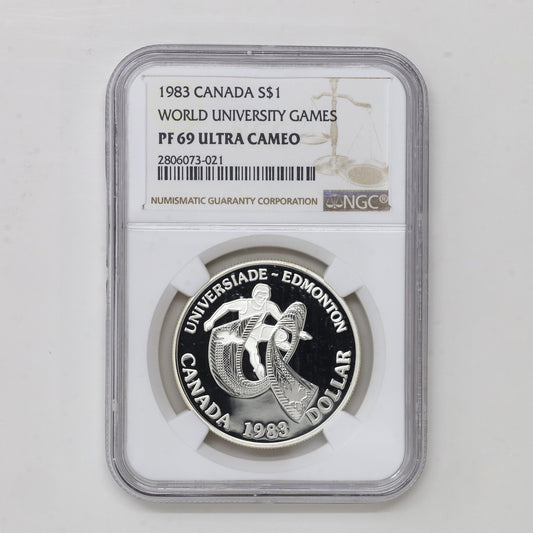 1983 CANADA S$1
WORLD UNIVERSITY GAMES
PF 69 ULTRA CAMEO
2806073-021
NUMISMATIC GUARANTY CORPORATION
NGC®
UNIVERSIADE ~ EDMONTON
CANADA 1983 DOLLAR